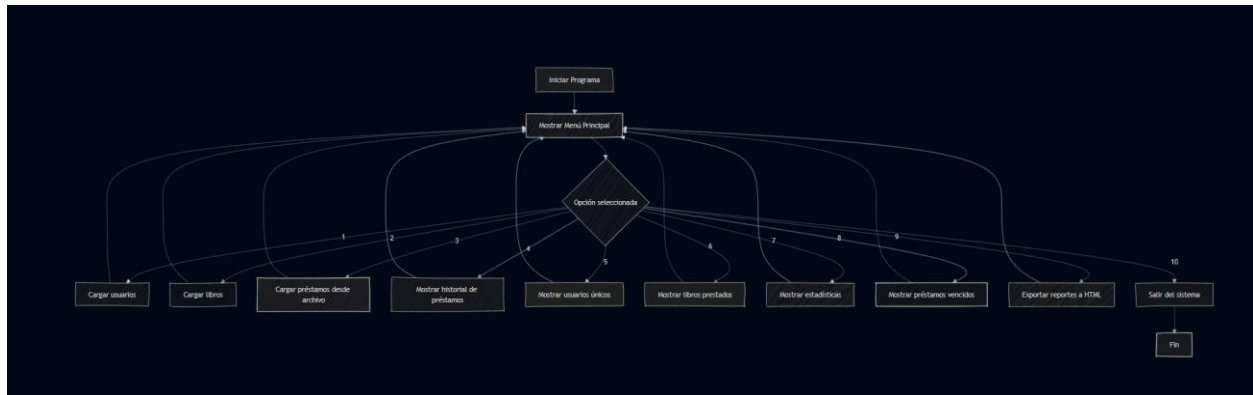 Iniciar Programa
Mostrar Menú Principal
Opción seleccionada
1
2
3
4
5
6
7
8
9
10
Cargar usuarios
Cargar libros
Cargar préstamos desde
archivo
Mostrar historial de
préstamos
Mostrar usuarios únicos
Mostrar libros prestados
Mostrar estadísticas
Mostrar préstamos vencidos
Exportar reportes a HTML
Salir del sistema
Fin